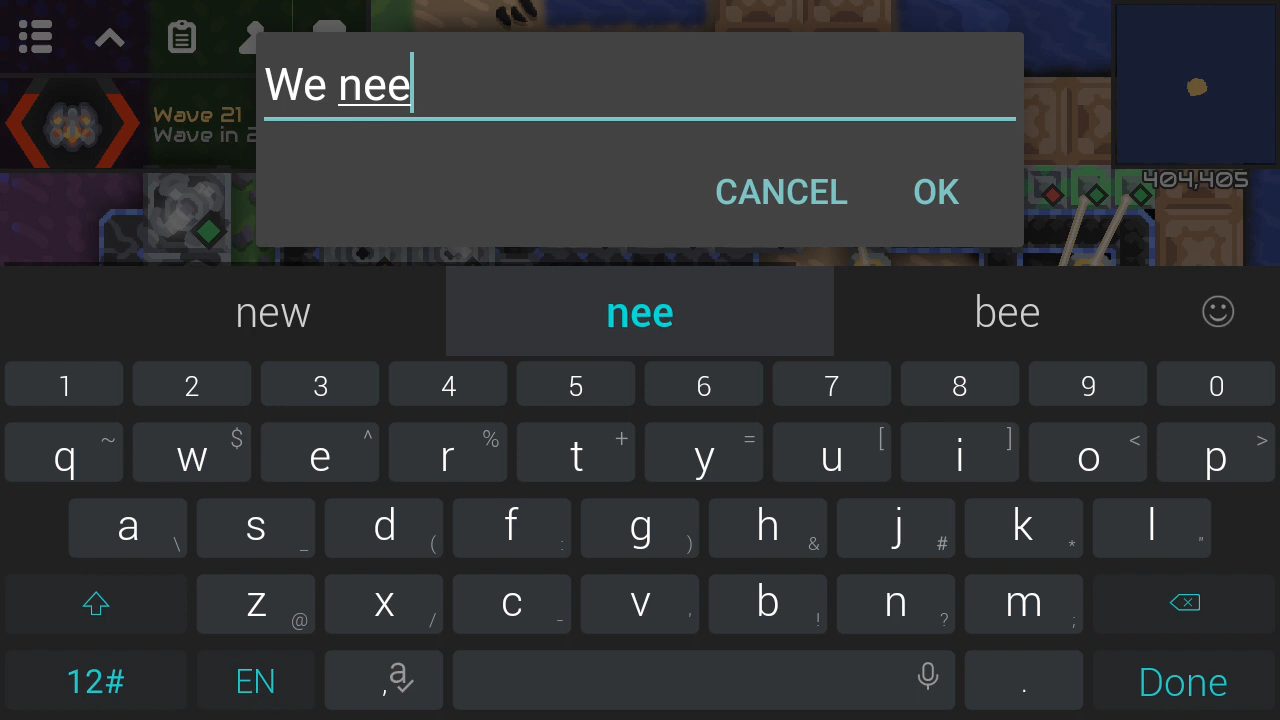 We nee
Wave 21
Wave in 2
CANCEL OK
404,405
new nee bee
1 2 3 4 5 6 7 8 9 0
q ~ w $ e ^ r % t + y = u [ i ] o < p >
a \ s _ d ( f : g ) h & j # k * l "
z @ x / c - v ' b ! n ? m ;
12# EN , a . Done